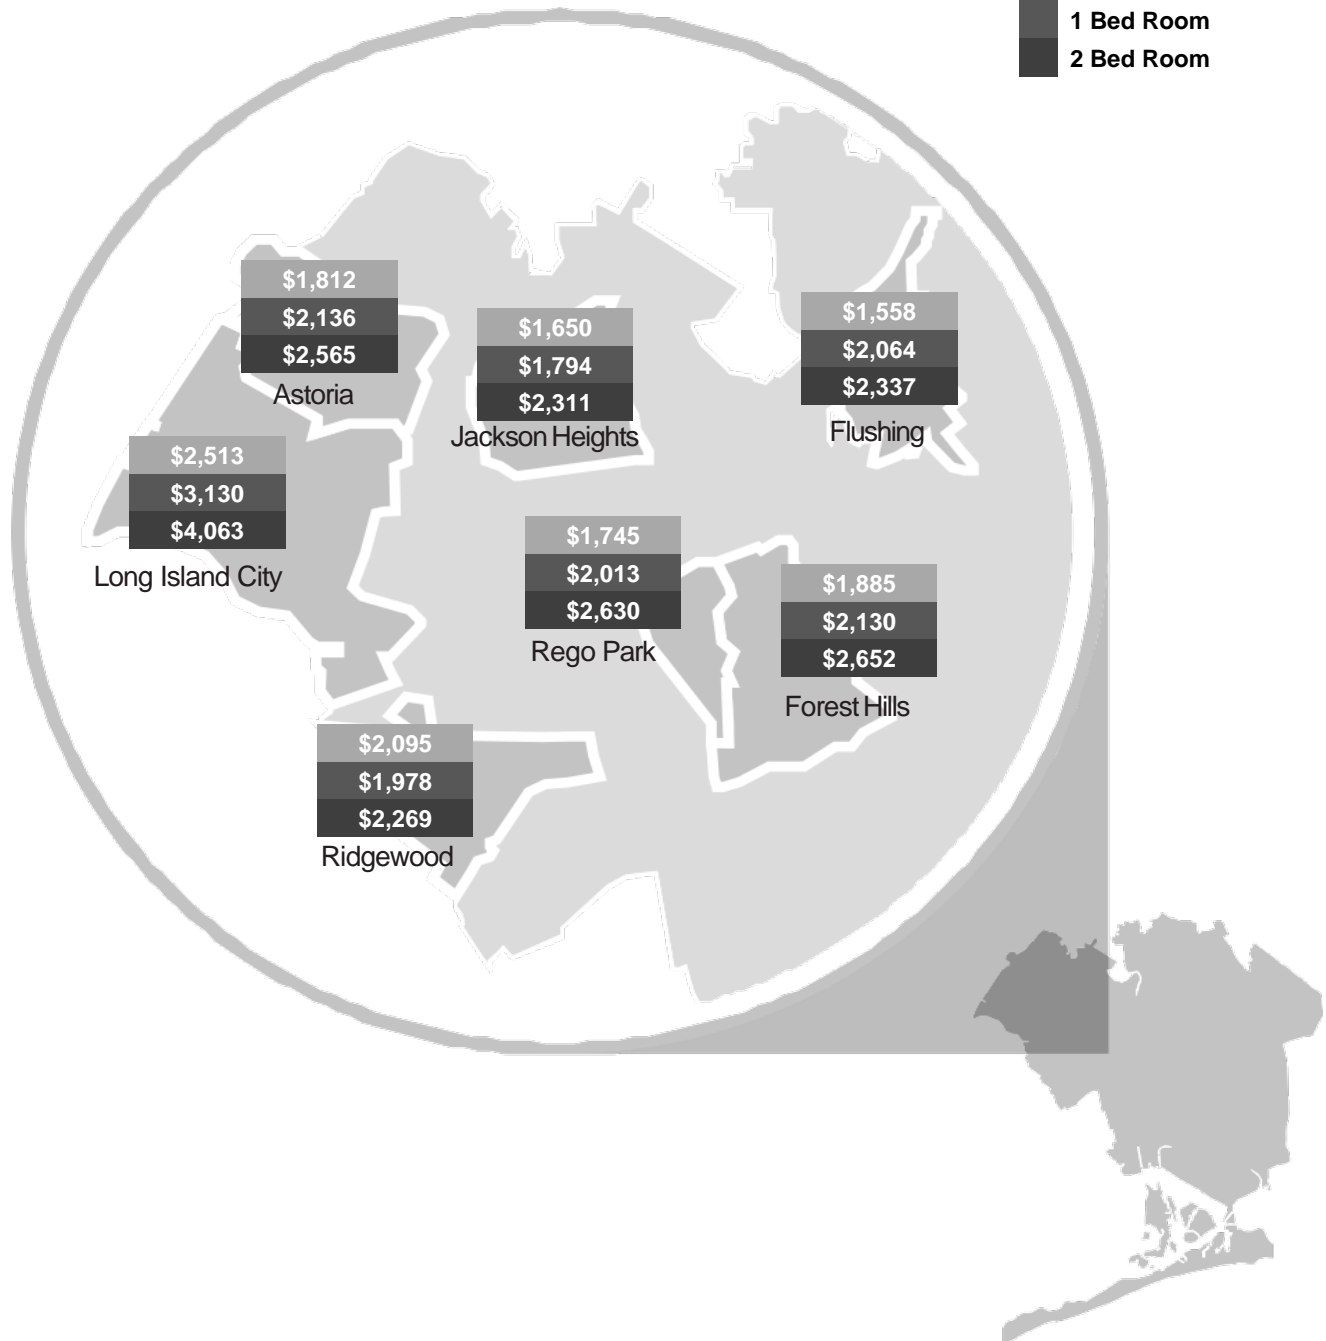 1 Bed Room
2 Bed Room
$1,812
$2,136
$2,565
Astoria
$1,650
$1,794
$2,311
Jackson Heights
$1,558
$2,064
$2,337
Flushing
$2,513
$3,130
$4,063
Long Island City
$1,745
$2,013
$2,630
Rego Park
$1,885
$2,130
$2,652
Forest Hills
$2,095
$1,978
$2,269
Ridgewood